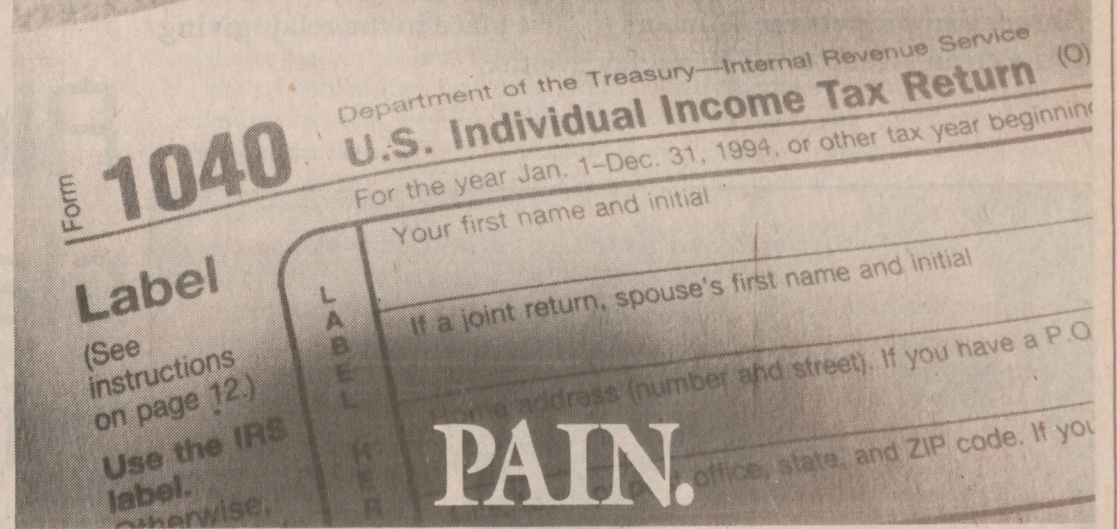 Department of the Treasury—Internal Revenue Service
Form 1040 U.S. Individual Income Tax Return (O)
For the year Jan. 1–Dec. 31, 1994, or other tax year beginning
Label
(See
instructions
on page 12.)
Use the IRS
label.
Otherwise,
LABEL
HER
Your first name and initial
If a joint return, spouse's first name and initial
Home address (number and street). If you have a P.O
office, state, and ZIP code. If you
PAIN.